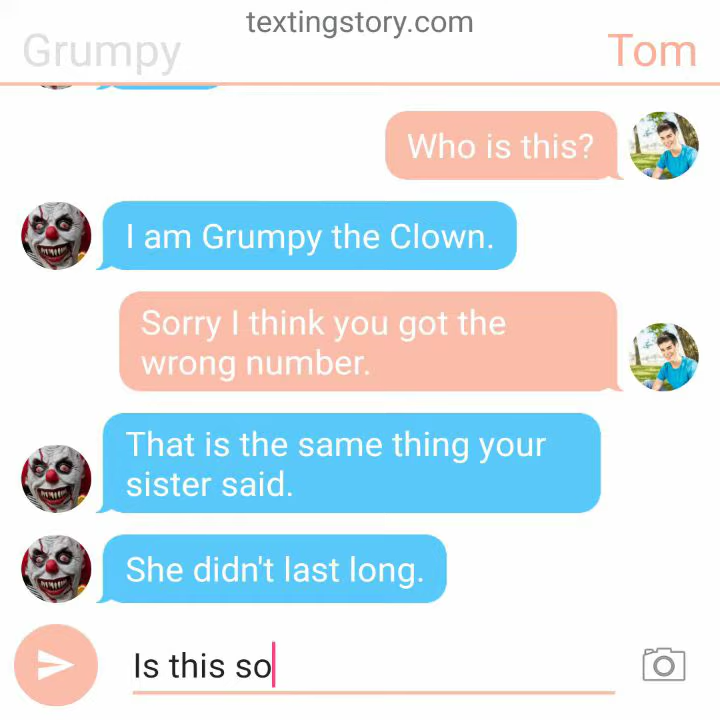 textingstory.com
Grumpy
Tom
Who is this?
I am Grumpy the Clown.
Sorry I think you got the
wrong number.
That is the same thing your
sister said.
She didn't last long.
Is this so